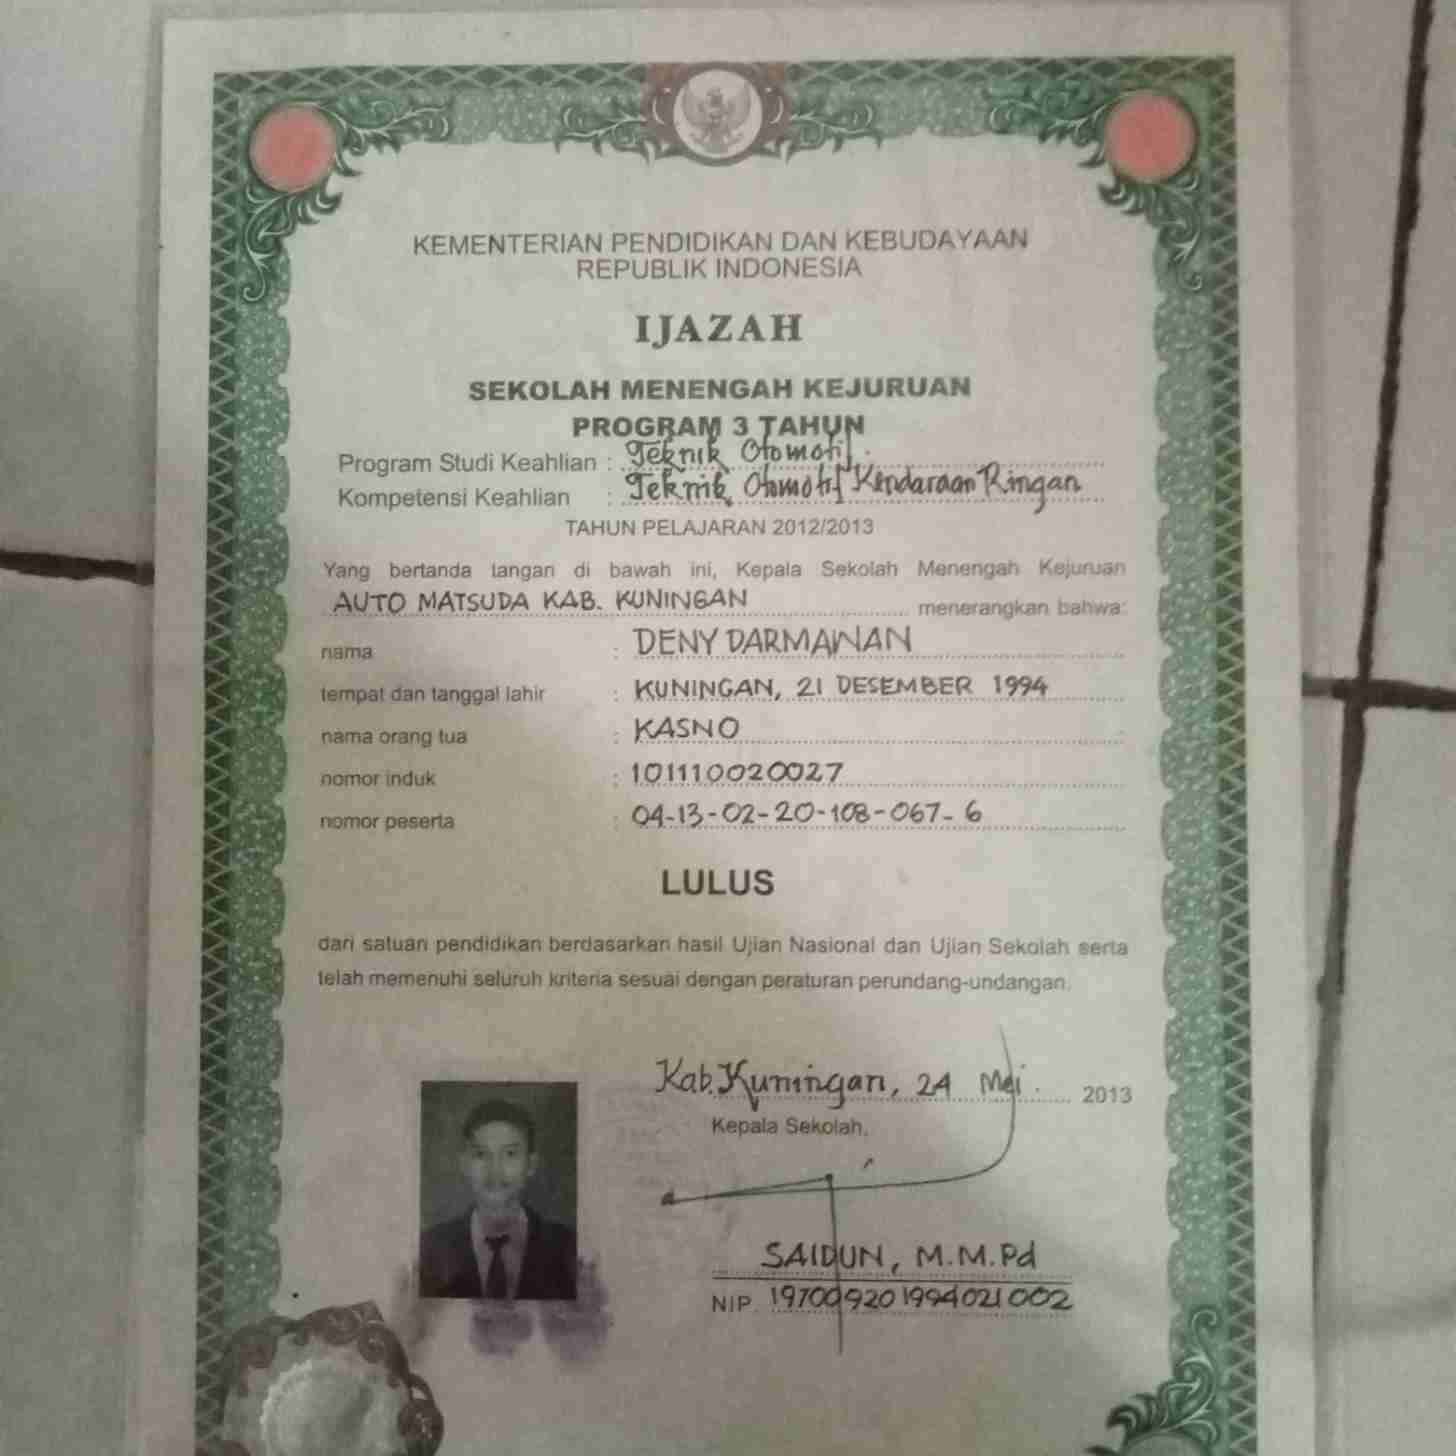 KEMENTERIAN PENDIDIKAN DAN KEBUDAYAAN
REPUBLIK INDONESIA
IJAZAH
SEKOLAH MENENGAH KEJURUAN
PROGRAM 3 TAHUN
Program Studi Keahlian : Teknik Otomotif.
Kompetensi Keahlian : Teknik Otomotif Kendaraan Ringan
TAHUN PELAJARAN 2012/2013
Yang bertanda tangan di bawah ini, Kepala Sekolah Menengah Kejuruan
AUTO MATSUDA KAB. KUNINGAN menerangkan bahwa:
nama : DENY DARMAWAN
tempat dan tanggal lahir : KUNINGAN, 21 DESEMBER 1994
nama orang tua : KASNO
nomor induk : 101110020027
nomor peserta : 04-13-02-20-108-067-6
LULUS
dari satuan pendidikan berdasarkan hasil Ujian Nasional dan Ujian Sekolah serta
telah memenuhi seluruh kriteria sesuai dengan peraturan perundang-undangan.
Kab. Kuningan, 24 Mei 2013
Kepala Sekolah,
SAIDUN, M.M.Pd
NIP. 19700920 1994021002